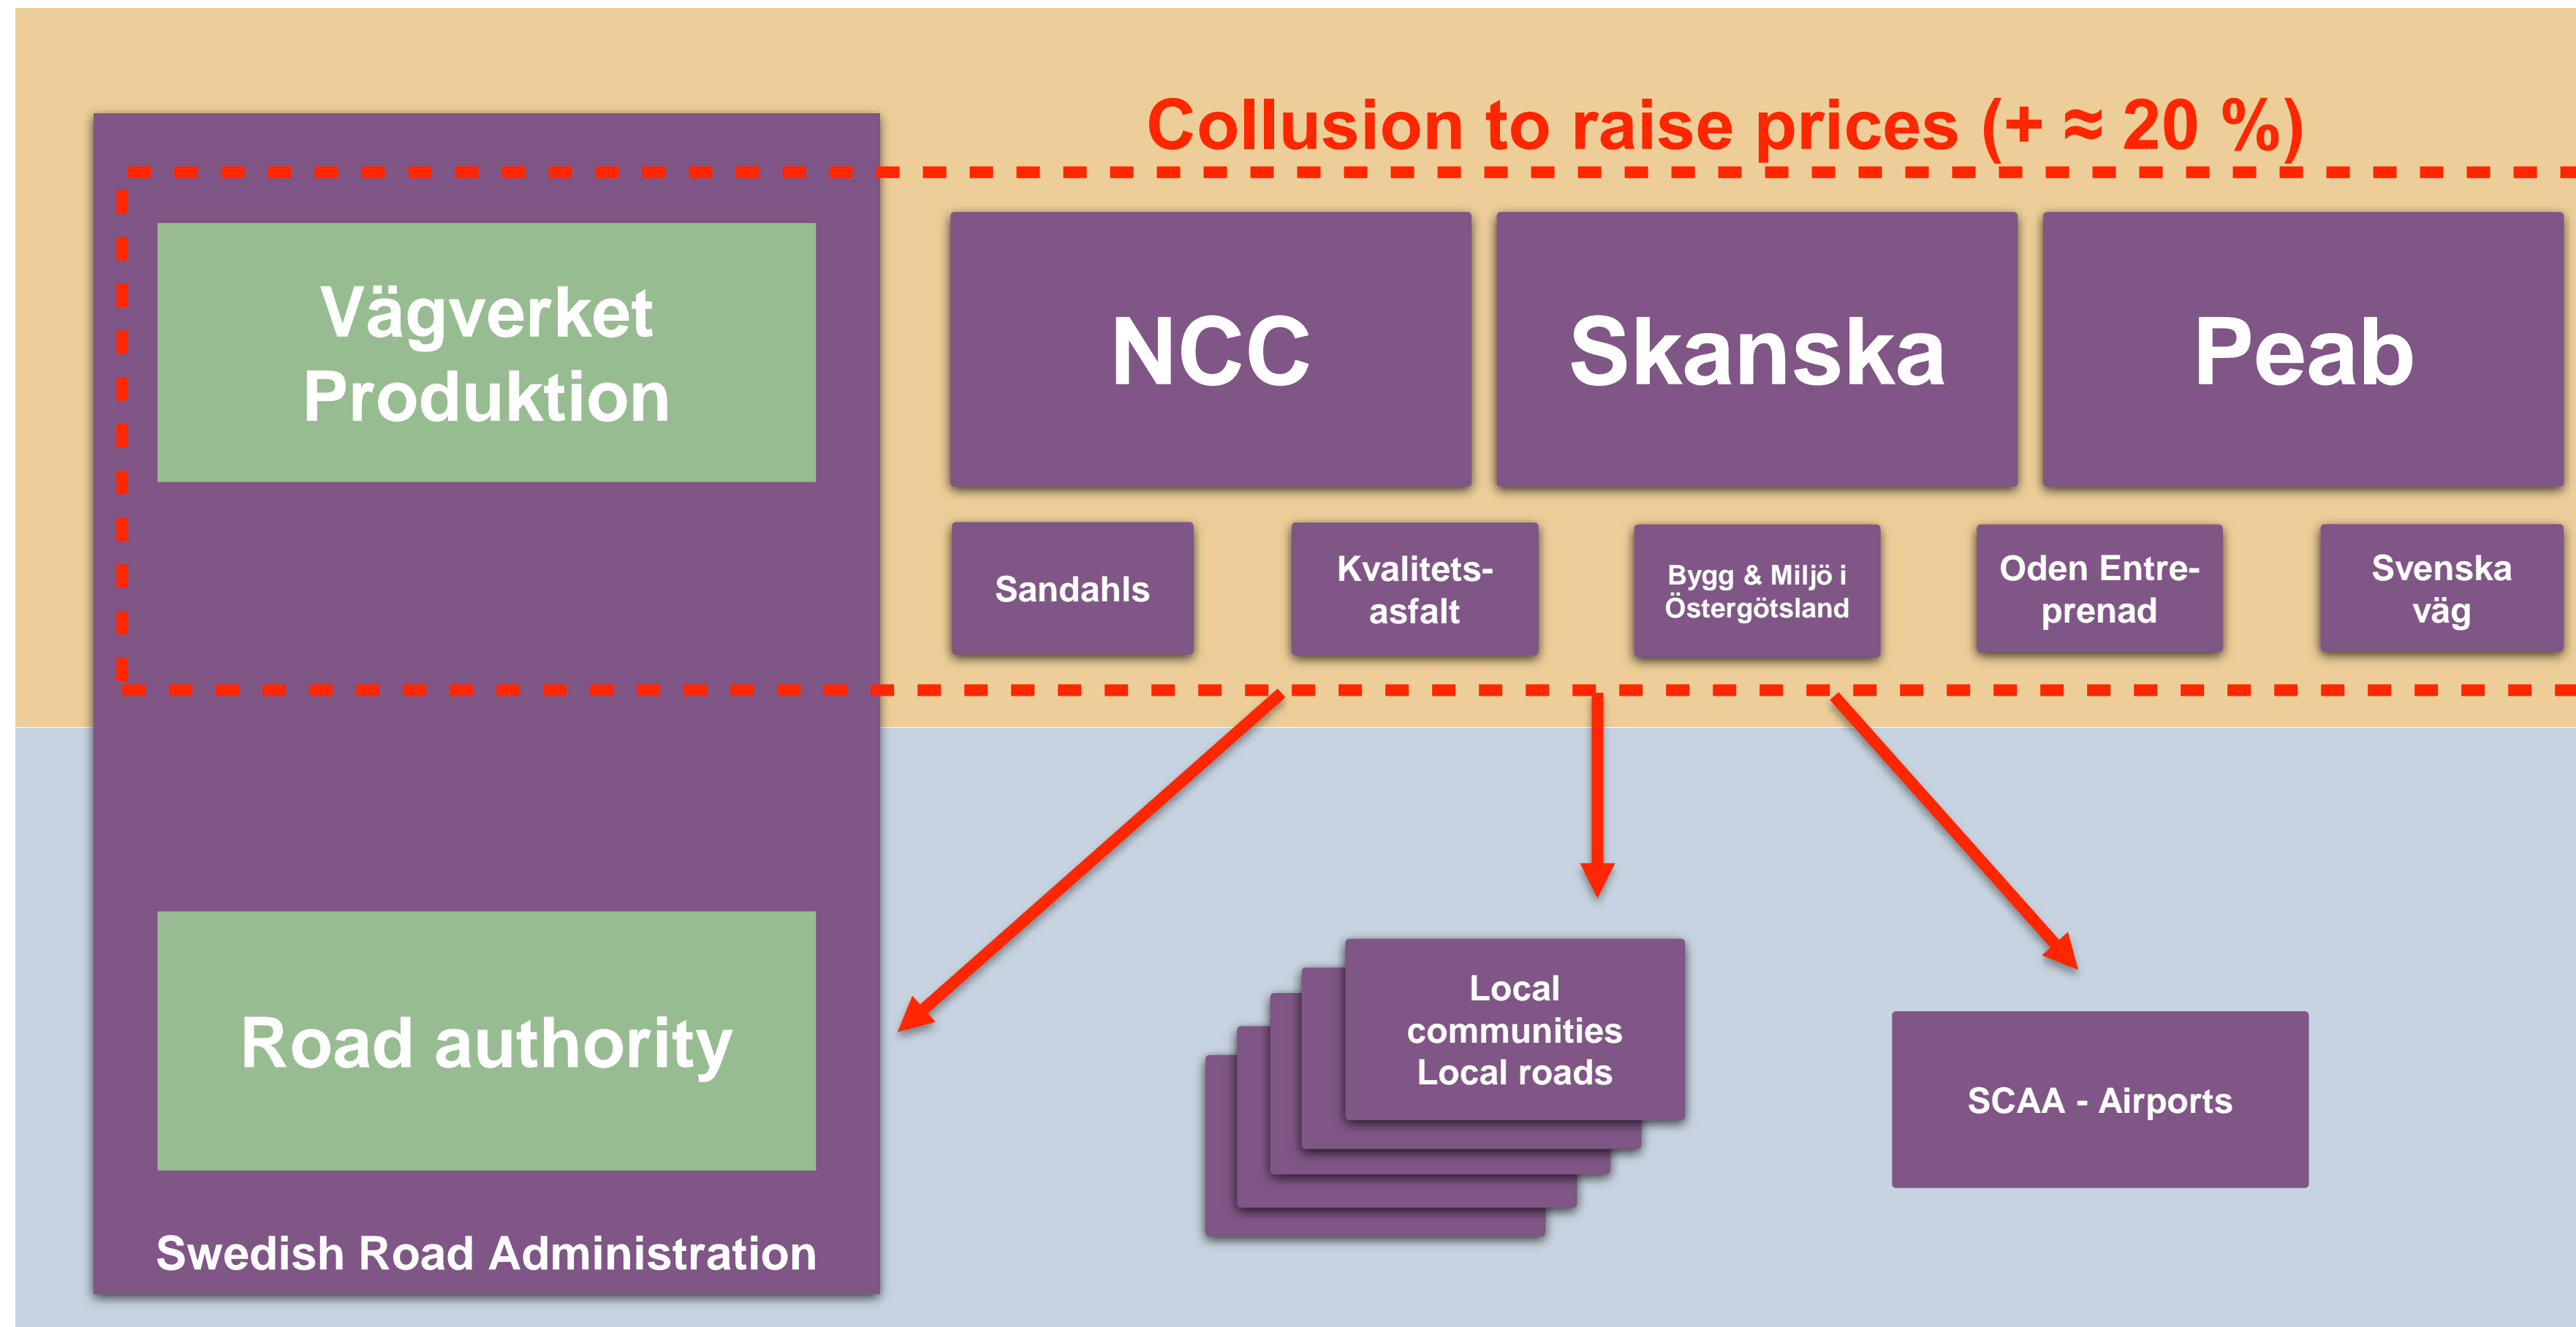 Collusion to raise prices (+ ≈ 20 %)
Vägverket
Produktion
NCC
Skanska
Peab
Sandahls
Kvalitets-
asfalt
Bygg & Miljö i
Östergötsland
Oden Entre-
prenad
Svenska
väg
Road authority
Swedish Road Administration
Local
communities
Local roads
SCAA - Airports